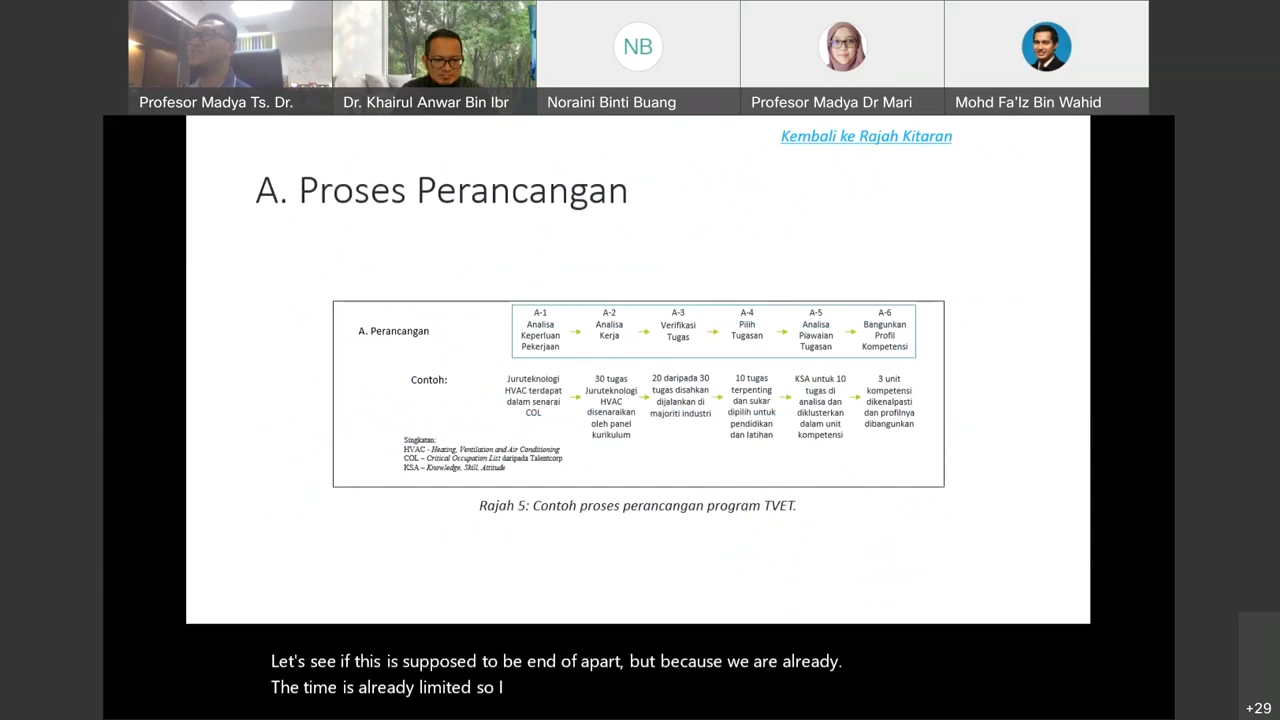 NB
Profesor Madya Ts. Dr.
Dr. Khairul Anwar Bin Ibr
Noraini Binti Buang
Profesor Madya Dr Mari
Mohd Fa'Iz Bin Wahid
Kembali ke Rajah Kitaran
A. Proses Perancangan
A. Perancangan
A-1
Analisa
Keperluan
Pekerjaan
A-2
Analisa
Kerja
A-3
Verifikasi
Tugas
A-4
Pilih
Tugasan
A-5
Analisa
Piawaian
Tugasan
A-6
Bangunkan
Profil
Kompetensi
Contoh:
Juruteknologi
HVAC terdapat
dalam senarai
COL
30 tugas
Juruteknologi
HVAC
disenaraikan
oleh panel
kurikulum
20 daripada 30
tugas disahkan
dijalankan di
majoriti industri
10 tugas
terpenting
dan sukar
dipilih untuk
pendidikan
dan latihan
KSA untuk 10
tugas di
analisa dan
diklusterkan
dalam unit
kompetensi
3 unit
kompetensi
dikenalpasti
dan profilnya
dibangunkan
Singkatan:
HVAC - Heating, Ventilation and Air Conditioning
COL – Critical Occupation List daripada Talentcorp
KSA – Knowledge, Skill, Attitude
Rajah 5: Contoh proses perancangan program TVET.
Let's see if this is supposed to be end of apart, but because we are already.
The time is already limited so I
+29